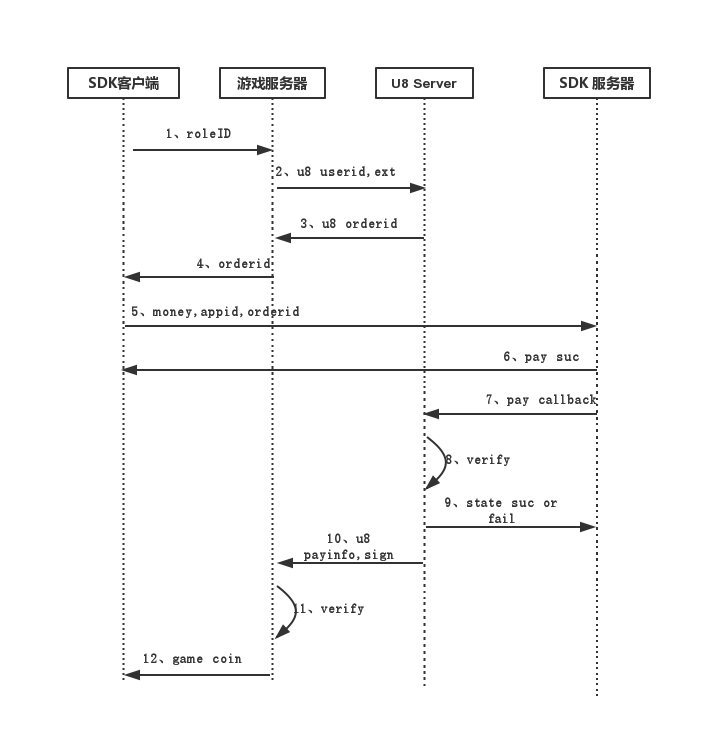 SDK客户端
游戏服务器
U8 Server
SDK 服务器
1、roleID
2、u8 userid,ext
3、u8 orderid
4、orderid
5、money,appid,orderid
6、pay suc
7、pay callback
8、verify
9、state suc or
fail
10、u8
payinfo,sign
11、verify
12、game coin